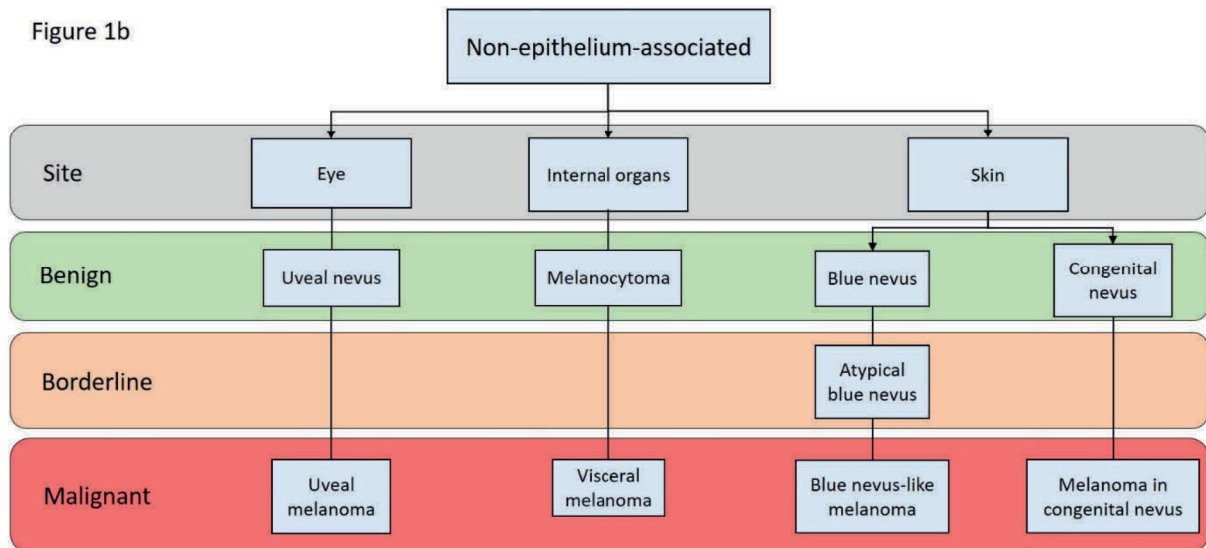 Figure 1b
Non-epithelium-associated
Site
Eye
Internal organs
Skin
Benign
Uveal nevus
Melanocytoma
Blue nevus
Congenital
nevus
Borderline
Atypical
blue nevus
Malignant
Uveal
melanoma
Visceral
melanoma
Blue nevus-like
melanoma
Melanoma in
congenital nevus